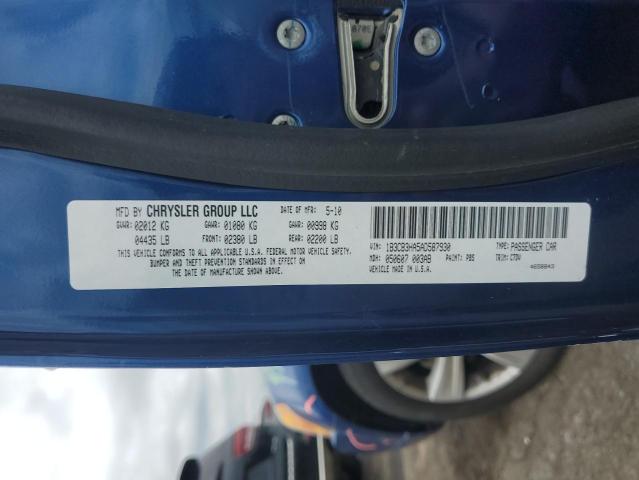 MFD BY CHRYSLER GROUP LLC DATE OF MFR: 5-10
GVWR: 02012 KG GAWR: 01080 KG GAWR: 00998 KG
04435 LB FRONT: 02380 LB REAR: 02200 LB
THIS VEHICLE CONFORMS TO ALL APPLICABLE U.S.A. FEDERAL MOTOR VEHICLE SAFETY,
BUMPER AND THEFT PREVENTION STANDARDS IN EFFECT ON
THE DATE OF MANUFACTURE SHOWN ABOVE.
VIN: 1B3CB3HA5AD587930 TYPE: PASSENGER CAR
MDH: 050607 003AB PAINT: PBS TRIM: CTDV
MADE IN U.S.A.